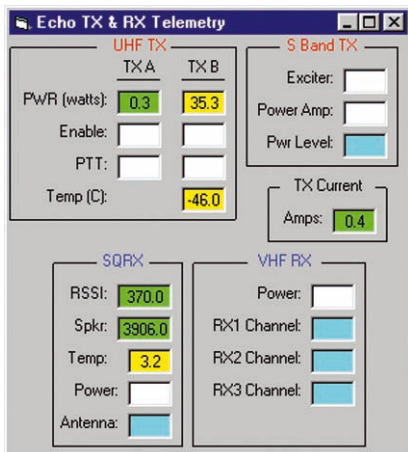 Echo TX & RX Telemetry
UHF TX
TX A TX B
PWR (watts): 0.3 35.3
Enable:
PTT:
Temp (C): -46.0
S Band TX
Exciter:
Power Amp:
Pwr Level:
TX Current
Amps: 0.4
SQRX
RSSI: 370.0
Spkr: 3906.0
Temp: 3.2
Power:
Antenna:
VHF RX
Power:
RX1 Channel:
RX2 Channel:
RX3 Channel: